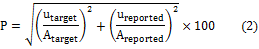 P = √((u_target / A_target)² + (u_reported / A_reported)²) × 100 (2)